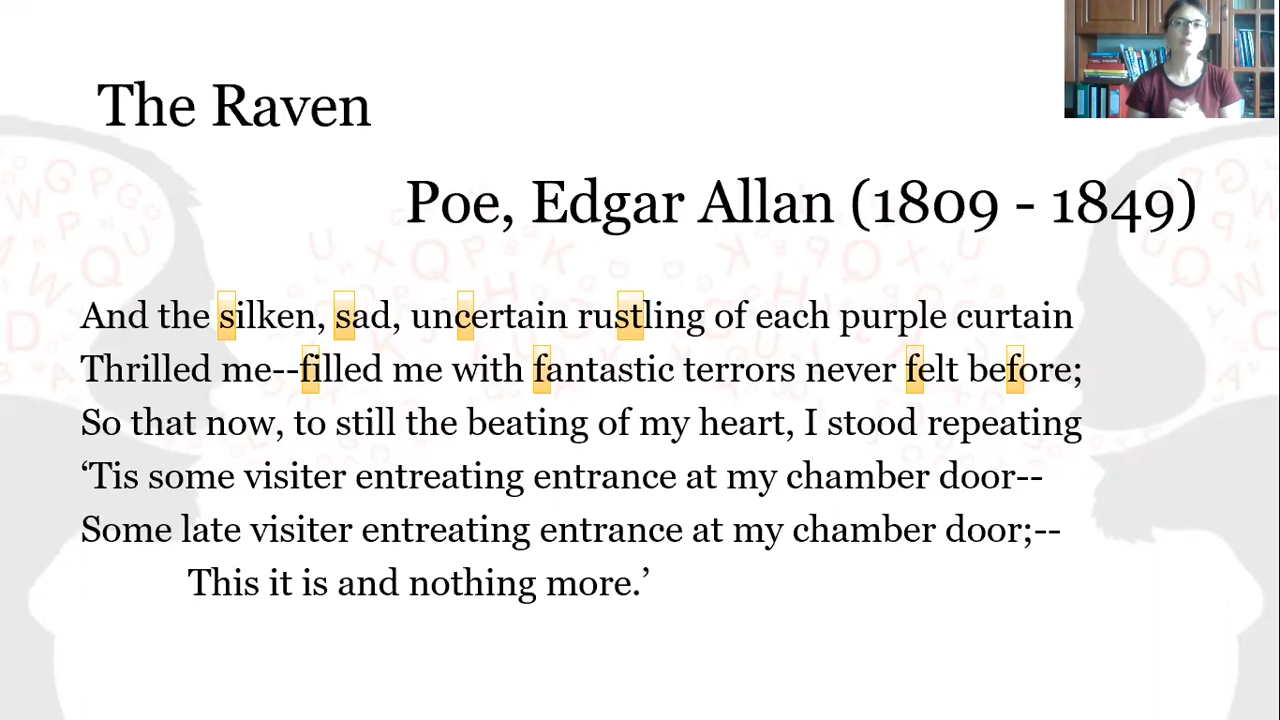 The Raven
Poe, Edgar Allan (1809 - 1849)
And the silken, sad, uncertain rustling of each purple curtain
Thrilled me--filled me with fantastic terrors never felt before;
So that now, to still the beating of my heart, I stood repeating
‘Tis some visiter entreating entrance at my chamber door--
Some late visiter entreating entrance at my chamber door;--
This it is and nothing more.’